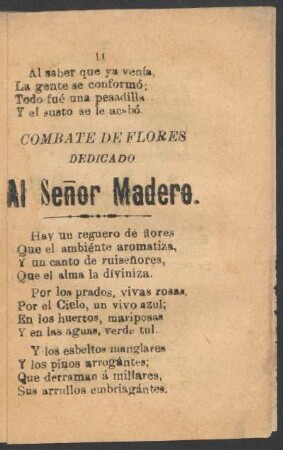 11
Al saber que ya venía,
La gente se conformó;
Todo fué una pesadilla
Y el susto se le acabó.
COMBATE DE FLORES
DEDICADO
Al Señor Madero.
Hay un reguero de flores
Que el ambiénte aromatiza,
Y un canto de ruiseñores,
Que el alma la diviniza.
Por los prados, vivas rosas,
Por el Cielo, un vivo azul;
En los huertos, mariposas
Y en las aguas, verde tul.
Y los esbeltos manglares
Y los pinos arrogántes;
Que derraman á millares,
Sus arrullos embriagántes.